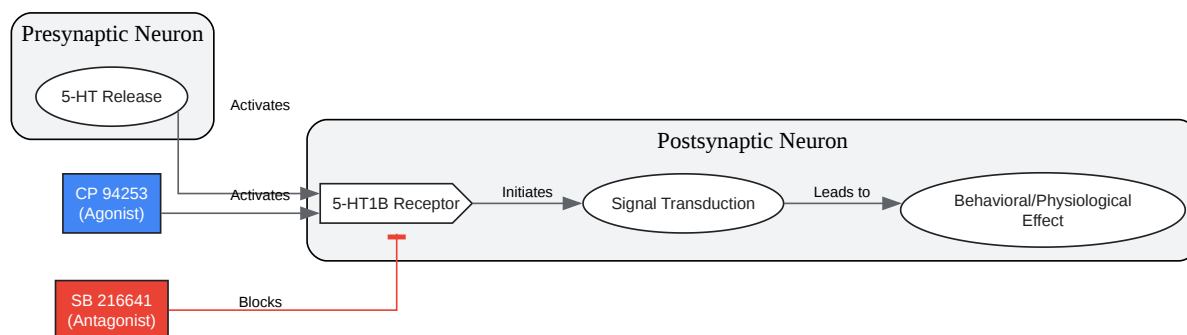 Presynaptic Neuron
5-HT Release
Activates
Postsynaptic Neuron
CP 94253
(Agonist)
Activates
5-HT1B Receptor
Initiates
Signal Transduction
Leads to
Behavioral/Physiological
Effect
SB 216641
(Antagonist)
Blocks